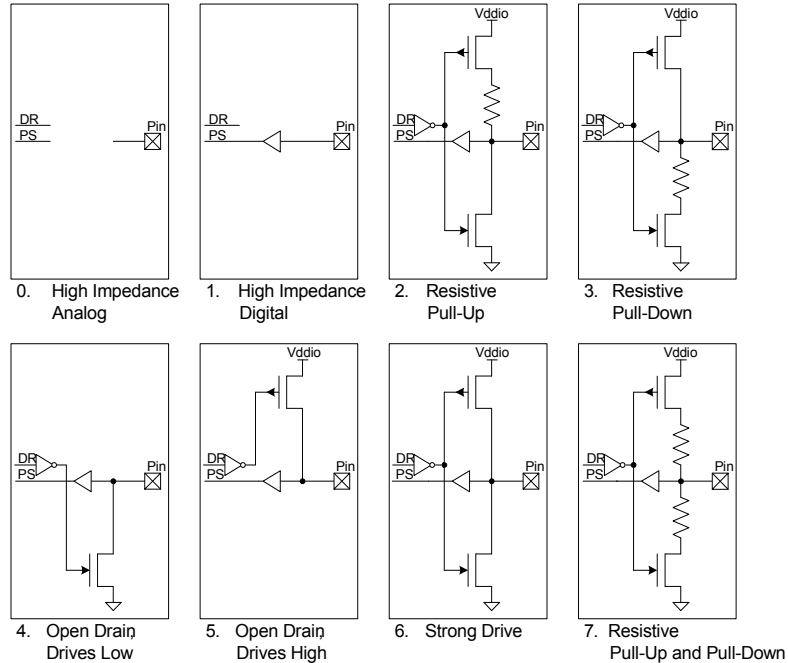 Vddio
Vddio
DR
PS
Pin
DR
PS
Pin
DR
PS
Pin
DR
PS
Pin
0. High Impedance
Analog
1. High Impedance
Digital
2. Resistive
Pull-Up
3. Resistive
Pull-Down
Vddio
Vddio
Vddio
DR
PS
Pin
DR
PS
Pin
DR
PS
Pin
DR
PS
Pin
4. Open Drain,
Drives Low
5. Open Drain,
Drives High
6. Strong Drive
7. Resistive
Pull-Up and Pull-Down